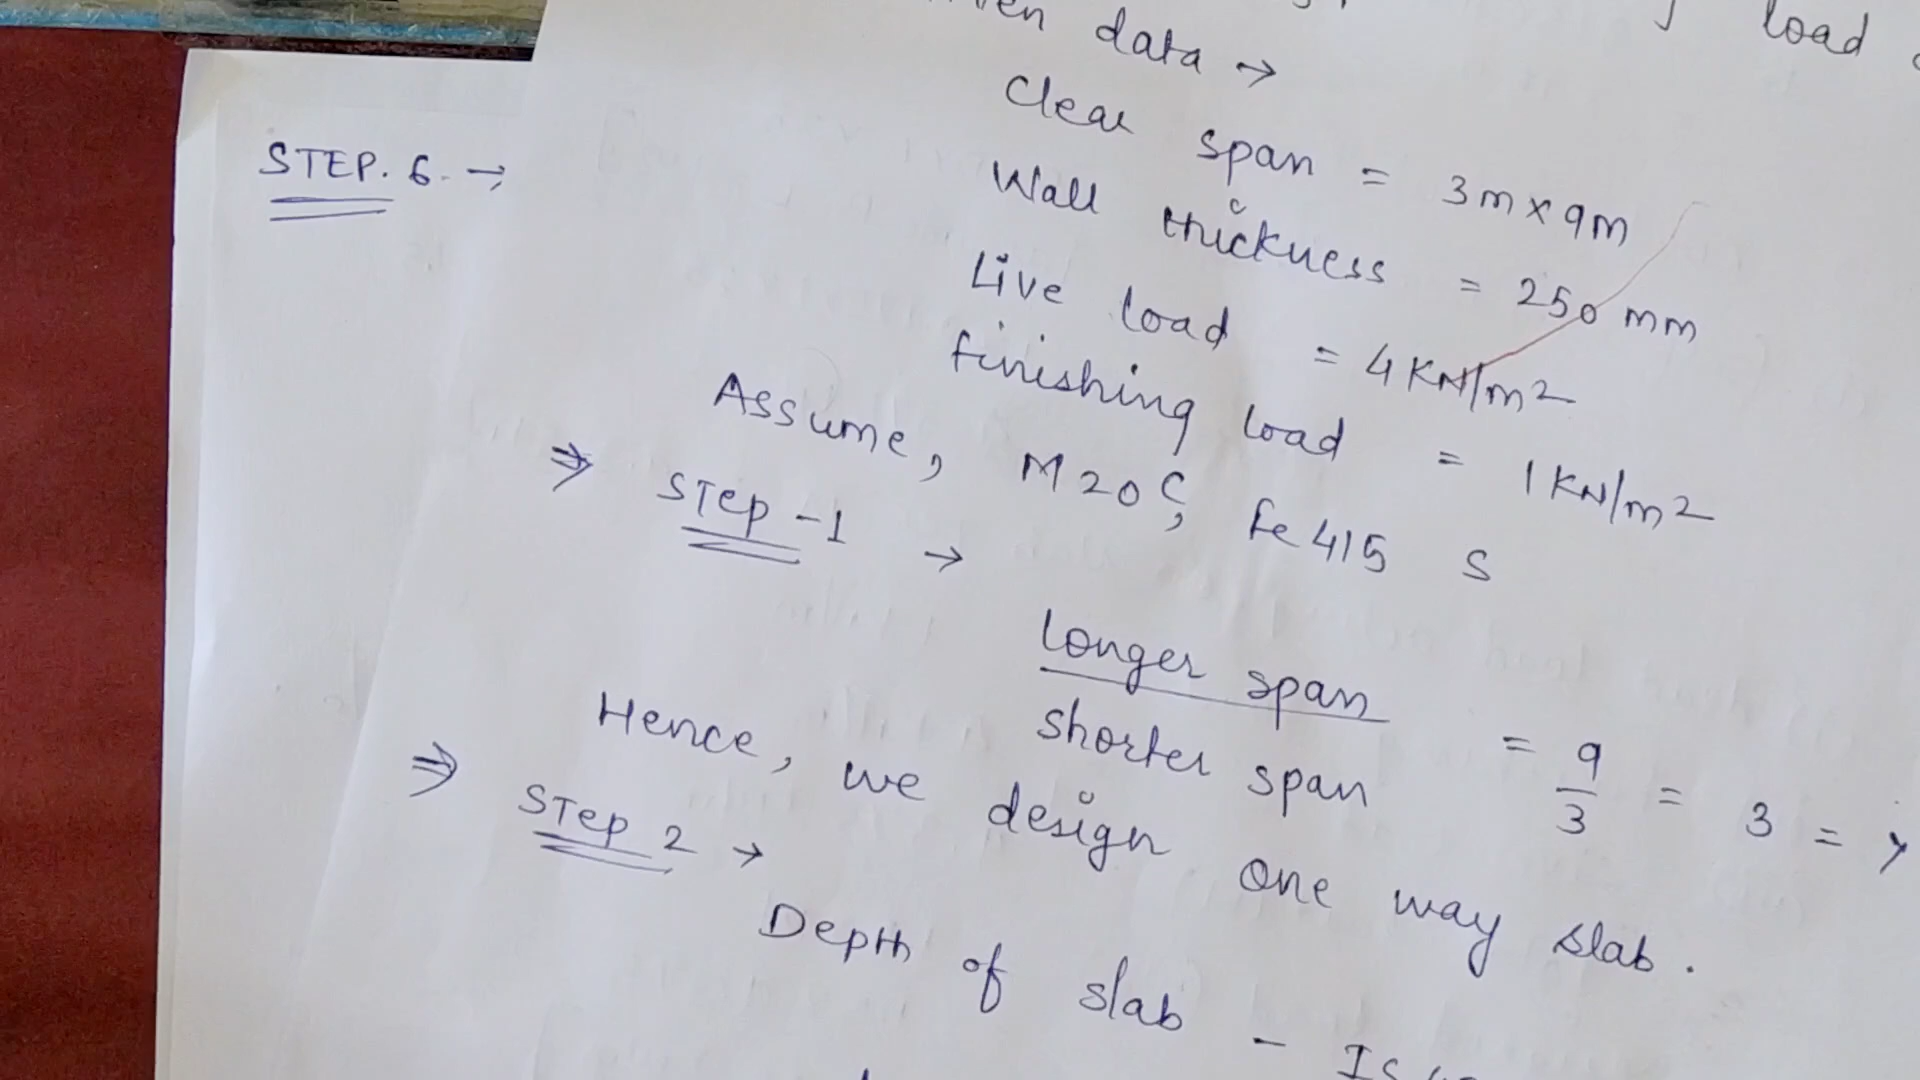 load
data →
Clear span = 3m x 9m
Wall thickness = 250 mm
Live load = 4 KN/m2
finishing load = 1 KN/m2
Assume, M20, fe 415 S
⇒ STep -1 →
Longer span
shorter span
= 9/3 = 3 = >
Hence, we design one way slab.
⇒ STep 2 →
Depth of slab -
STEP. 6. →